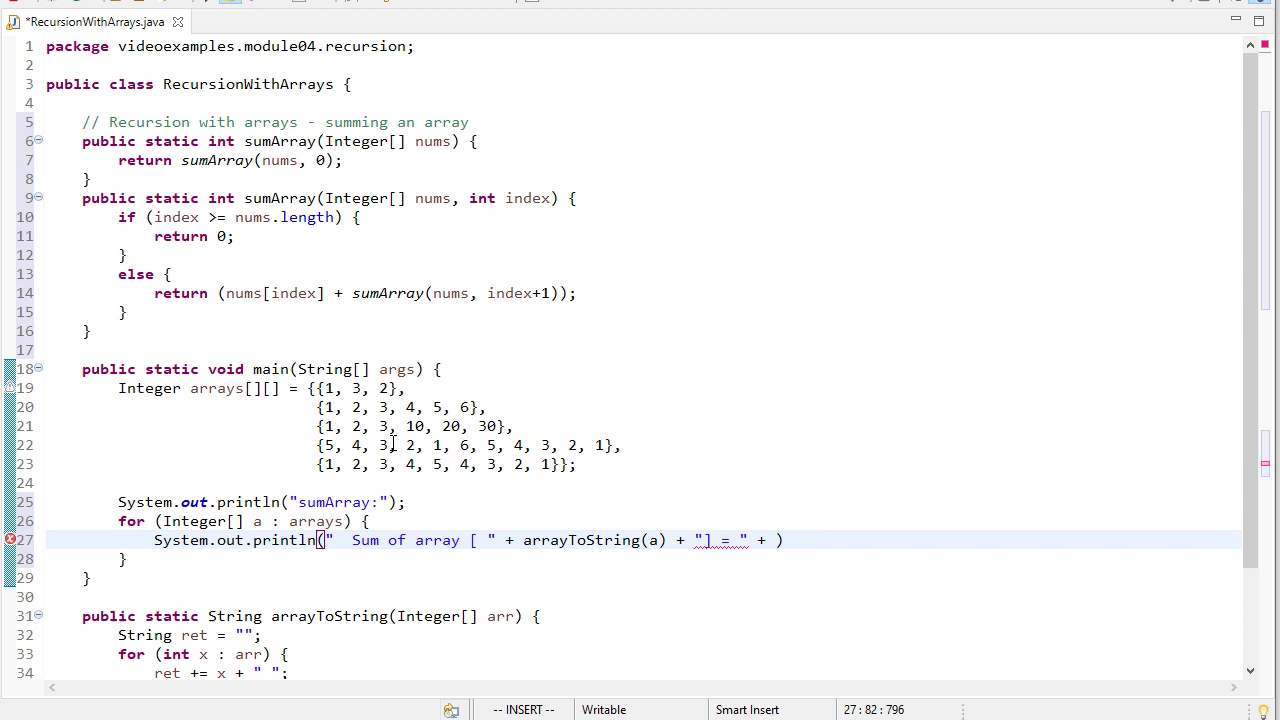 *RecursionWithArrays.java
1 package videoexamples.module04.recursion;
2
3 public class RecursionWithArrays {
4
5     // Recursion with arrays - summing an array
6     public static int sumArray(Integer[] nums) {
7         return sumArray(nums, 0);
8     }
9     public static int sumArray(Integer[] nums, int index) {
10         if (index >= nums.length) {
11             return 0;
12         }
13         else {
14             return (nums[index] + sumArray(nums, index+1));
15         }
16     }
17
18     public static void main(String[] args) {
19         Integer arrays[][] = {{1, 3, 2},
20                               {1, 2, 3, 4, 5, 6},
21                               {1, 2, 3, 10, 20, 30},
22                               {5, 4, 3, 2, 1, 6, 5, 4, 3, 2, 1},
23                               {1, 2, 3, 4, 5, 4, 3, 2, 1}};
24
25         System.out.println("sumArray:");
26         for (Integer[] a : arrays) {
27             System.out.println("  Sum of array [ " + arrayToString(a) + "] = " + )
28         }
29     }
30
31     public static String arrayToString(Integer[] arr) {
32         String ret = "";
33         for (int x : arr) {
34             ret += x + " ";
-- INSERT -- Writable Smart Insert 27 : 82 : 796